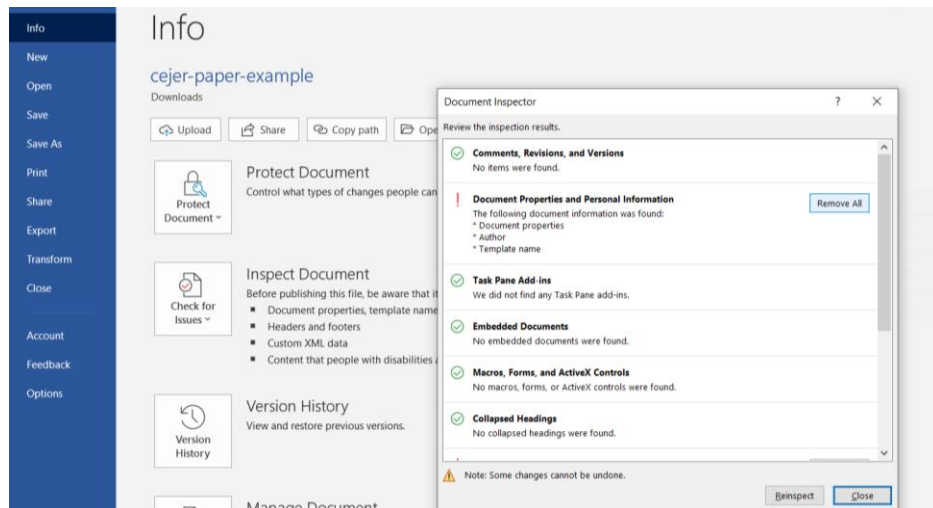 Info
New
Open
Save
Save As
Print
Share
Export
Transform
Close
Account
Feedback
Options
Info
cejer-paper-example
Downloads
Upload
Share
Copy path
Ope
Protect Document
Control what types of changes people can
Protect
Document
Inspect Document
Before publishing this file, be aware that it
Document properties, template name
Headers and footers
Custom XML data
Content that people with disabilities
Check for
Issues
Version History
View and restore previous versions.
Version
History
Manage Document
Document Inspector
Review the inspection results.
Comments, Revisions, and Versions
No items were found.
Document Properties and Personal Information
The following document information was found:
* Document properties
* Author
* Template name
Remove All
Task Pane Add-ins
We did not find any Task Pane add-ins.
Embedded Documents
No embedded documents were found.
Macros, Forms, and ActiveX Controls
No macros, forms, or ActiveX controls were found.
Collapsed Headings
No collapsed headings were found.
Note: Some changes cannot be undone.
Reinspect
Close